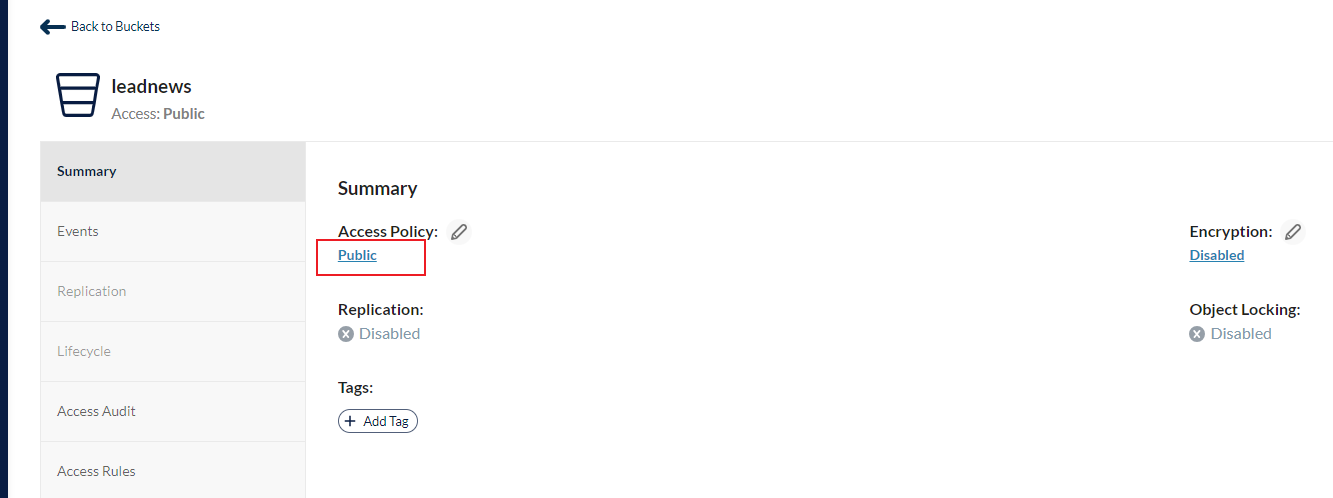 Back to Buckets
leadnews
Access: Public
Summary
Events
Replication
Lifecycle
Access Audit
Access Rules
Summary
Access Policy:
Public
Encryption:
Disabled
Replication:
Disabled
Object Locking:
Disabled
Tags:
+ Add Tag